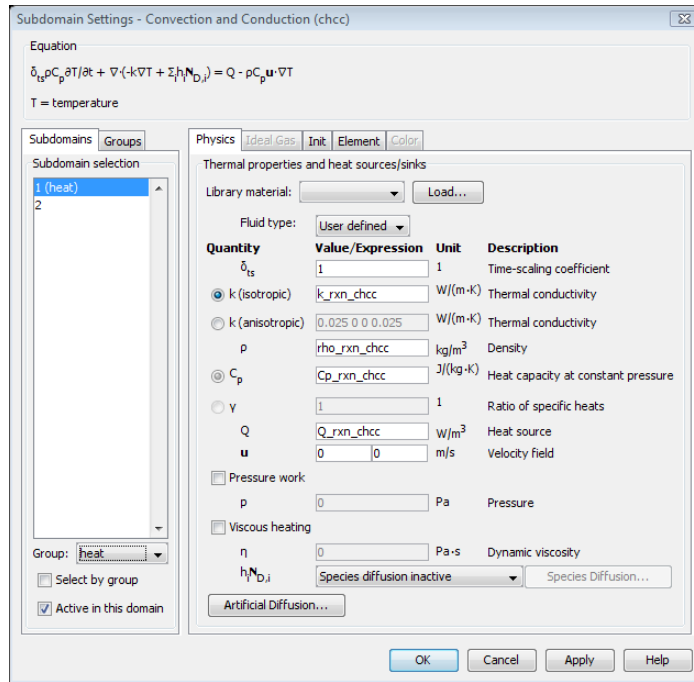 Subdomain Settings - Convection and Conduction (chcc)
Equation
δtsρCp∂T/∂t + ∇·(-k∇T + ΣihiND,i) = Q - ρCpu·∇T
T = temperature
Subdomains Groups
Subdomain selection
1 (heat)
2
Group: heat
Select by group
Active in this domain
Physics Ideal Gas Init Element Color
Thermal properties and heat sources/sinks
Library material: Load...
Fluid type: User defined
Quantity Value/Expression Unit Description
δts 1 1 Time-scaling coefficient
k (isotropic) k_rxn_chcc W/(m·K) Thermal conductivity
k (anisotropic) 0.025 0 0 0.025 W/(m·K) Thermal conductivity
ρ rho_rxn_chcc kg/m³ Density
Cp Cp_rxn_chcc J/(kg·K) Heat capacity at constant pressure
γ 1 1 Ratio of specific heats
Q Q_rxn_chcc W/m³ Heat source
u 0 0 m/s Velocity field
Pressure work
p 0 Pa Pressure
Viscous heating
η 0 Pa·s Dynamic viscosity
hiND,i Species diffusion inactive Species Diffusion...
Artificial Diffusion...
OK Cancel Apply Help